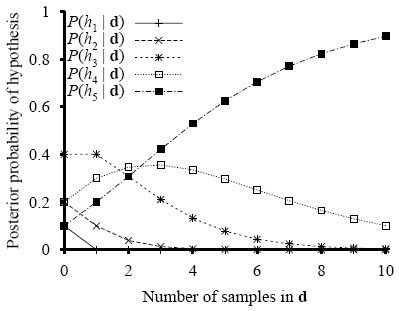 Posterior probability of hypothesis
1
0.8
0.6
0.4
0.2
0
P(h1 | d)
P(h2 | d)
P(h3 | d)
P(h4 | d)
P(h5 | d)
0 2 4 6 8 10
Number of samples in d